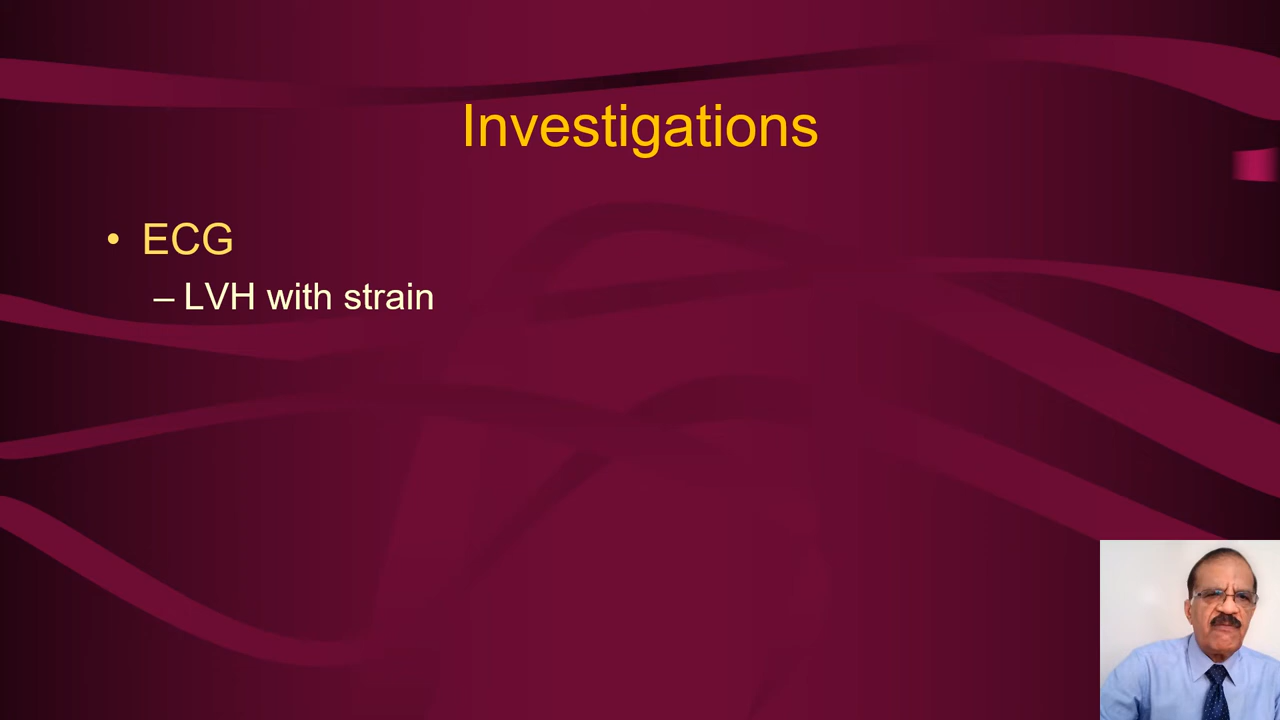 Investigations
• ECG
– LVH with strain